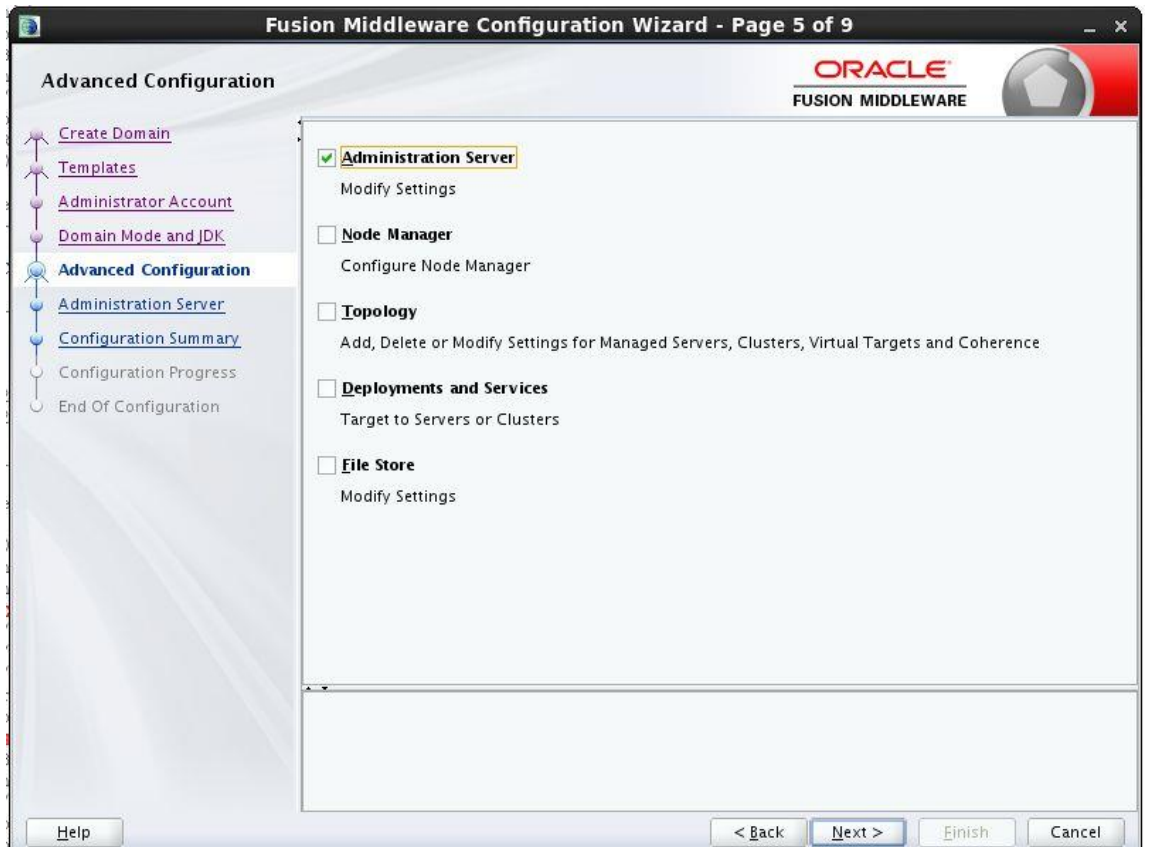 Fusion Middleware Configuration Wizard - Page 5 of 9
Advanced Configuration
ORACLE
FUSION MIDDLEWARE
Create Domain
Templates
Administrator Account
Domain Mode and JDK
Advanced Configuration
Administration Server
Configuration Summary
Configuration Progress
End Of Configuration
Administration Server
Modify Settings
Node Manager
Configure Node Manager
Topology
Add, Delete or Modify Settings for Managed Servers, Clusters, Virtual Targets and Coherence
Deployments and Services
Target to Servers or Clusters
File Store
Modify Settings
Help
< Back
Next >
Finish
Cancel